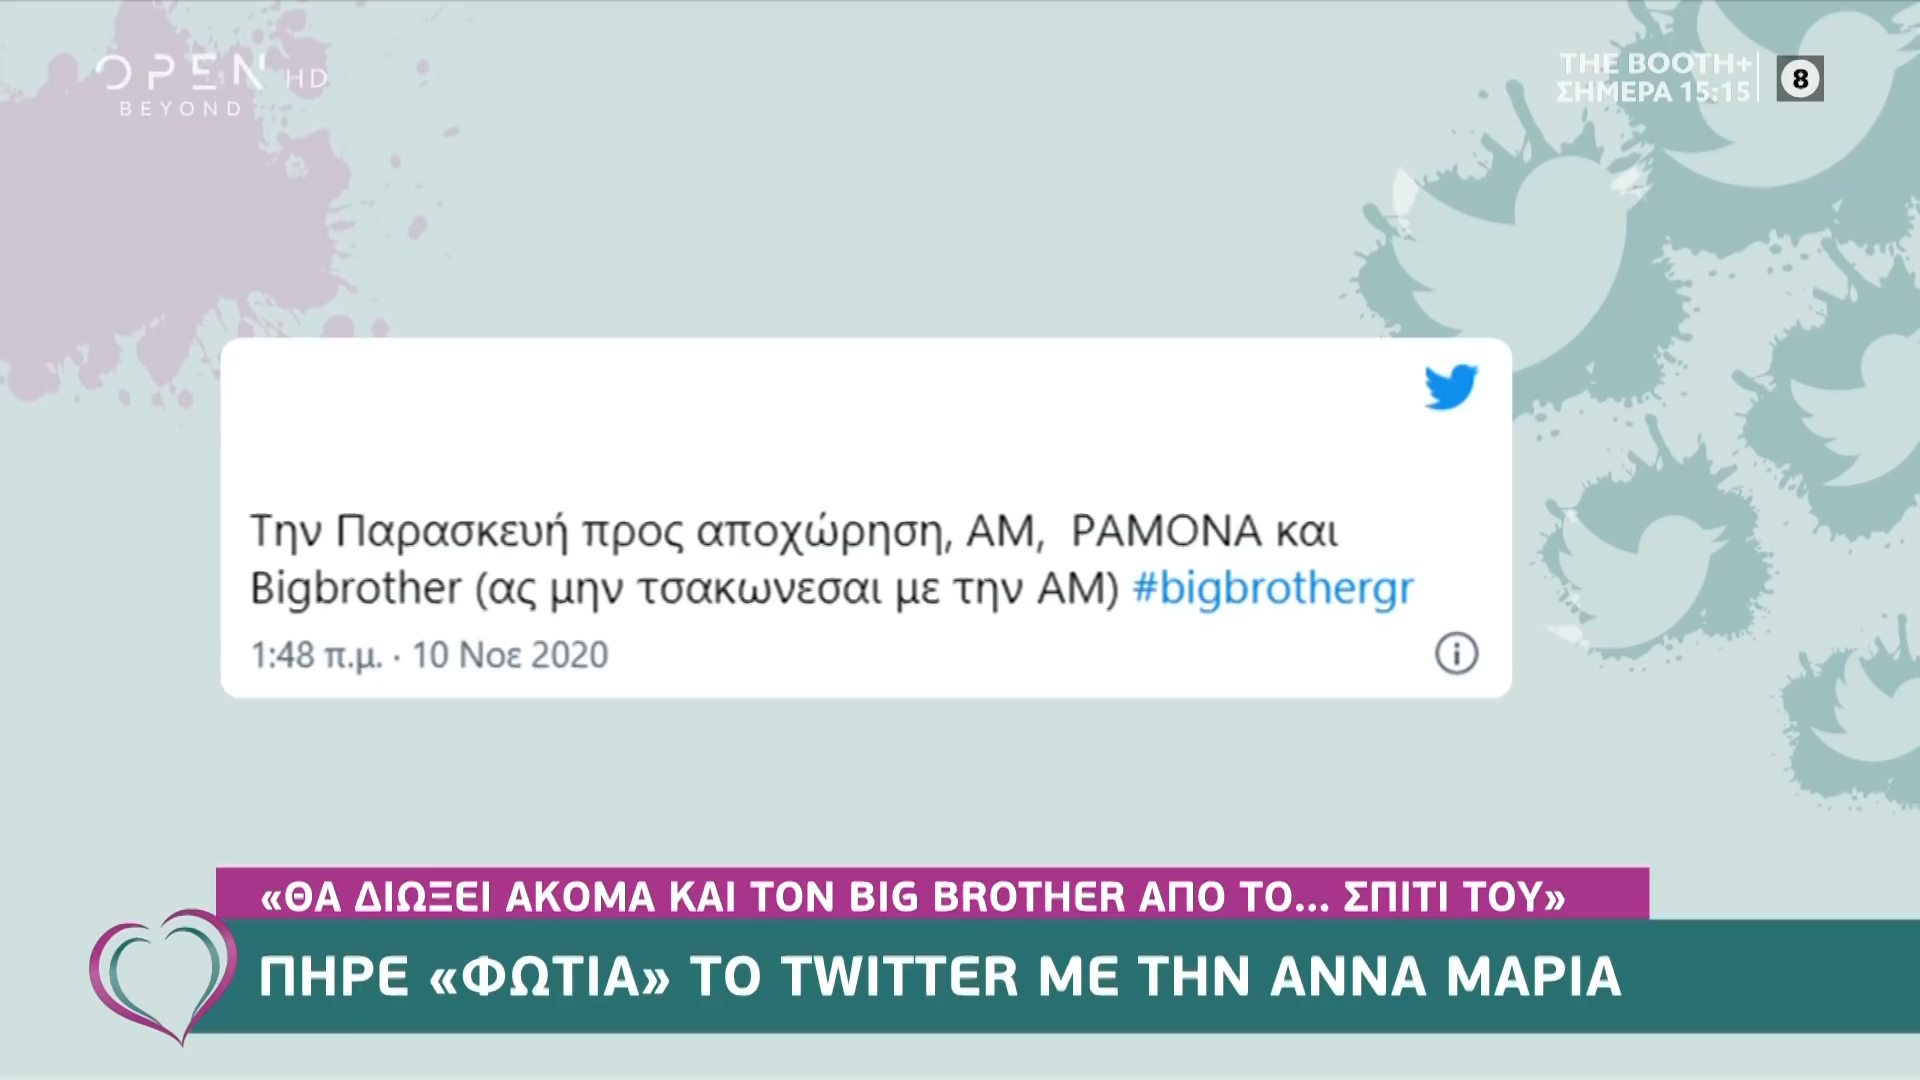 OPEN HD
BEYOND
THE BOOTH+
ΣΗΜΕΡΑ 15:15
8
Την Παρασκευή προς αποχώρηση, ΑΜ, ΡΑΜΟΝΑ και
Bigbrother (ας μην τσακωνεσαι με την ΑΜ) #bigbrothergr
1:48 π.μ. · 10 Νοε 2020
«ΘΑ ΔΙΩΞΕΙ ΑΚΟΜΑ ΚΑΙ ΤΟΝ BIG BROTHER ΑΠΟ ΤΟ... ΣΠΙΤΙ ΤΟΥ»
ΠΗΡΕ «ΦΩΤΙΑ» ΤΟ TWITTER ΜΕ ΤΗΝ ΑΝΝΑ ΜΑΡΙΑ